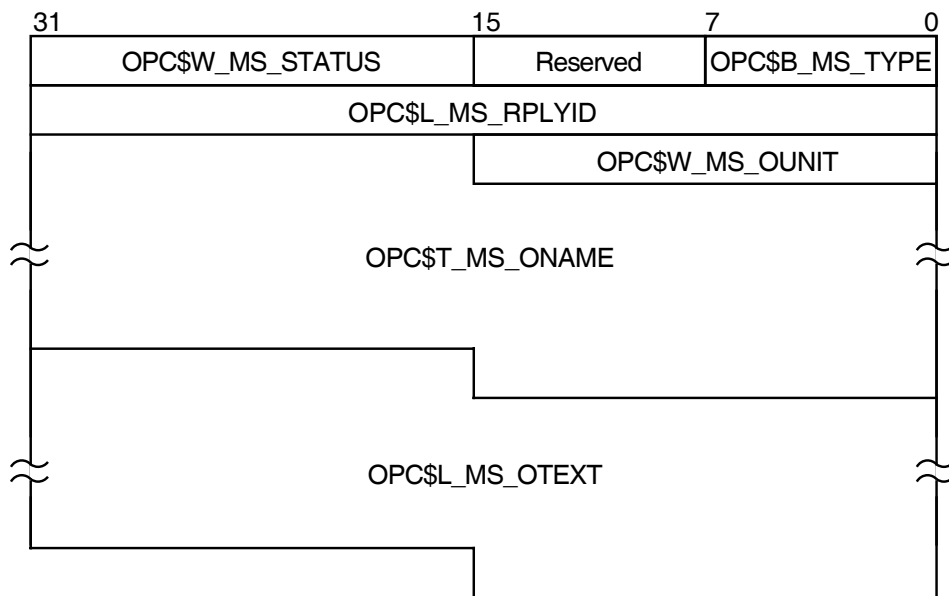 31 15 7 0
OPC$W_MS_STATUS Reserved OPC$B_MS_TYPE
OPC$L_MS_RPLYID
OPC$W_MS_OUNIT
OPC$T_MS_ONAME
OPC$L_MS_OTEXT